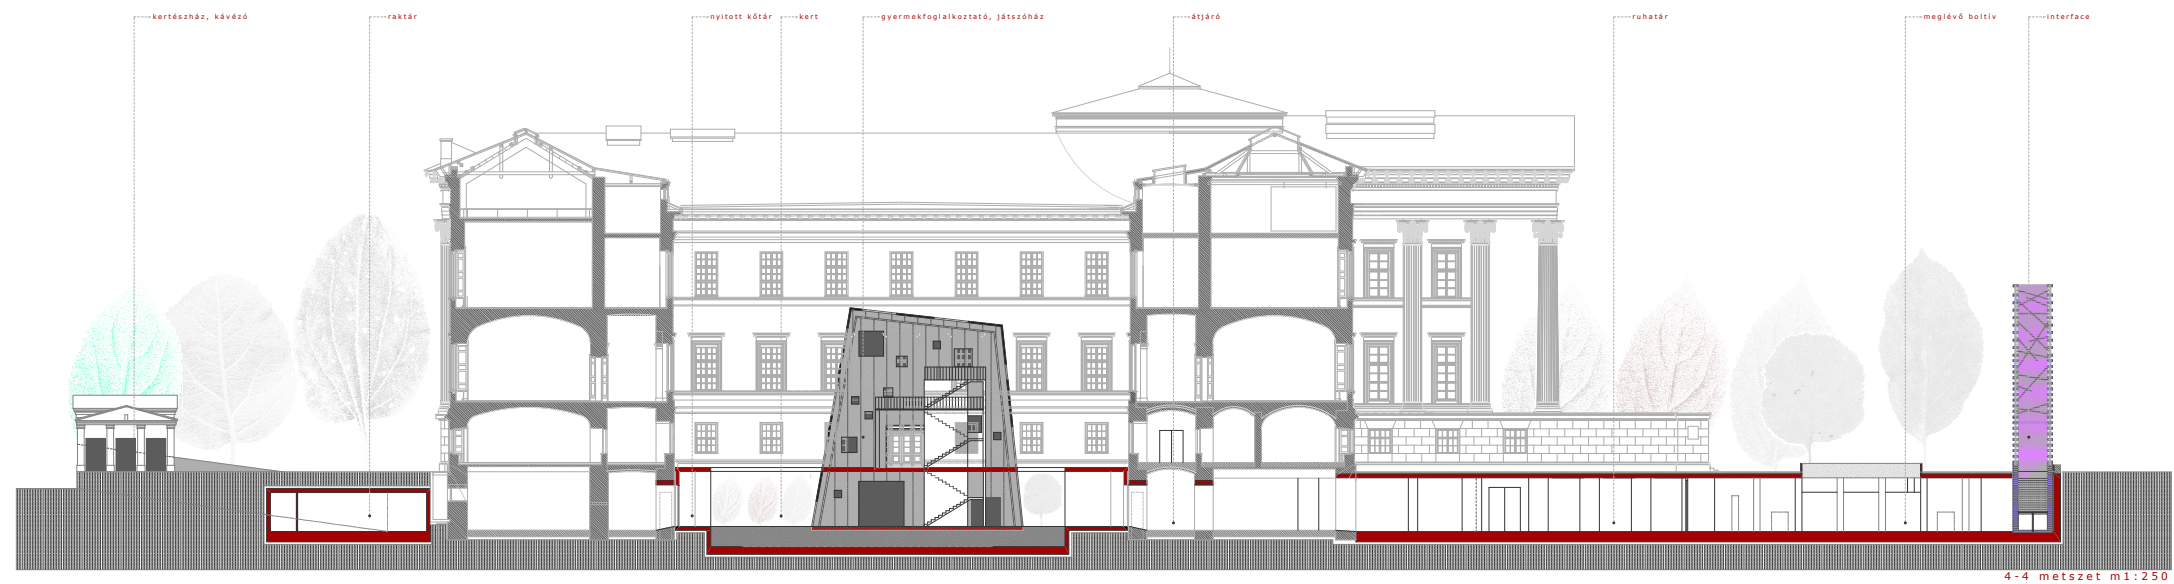 kertészház, kávézó
raktár
nyitott kőtár
kert
gyermekfoglalkoztató, játszóház
átjáró
ruhatár
meglévő boltív
interface
4-4 metszet m1:250